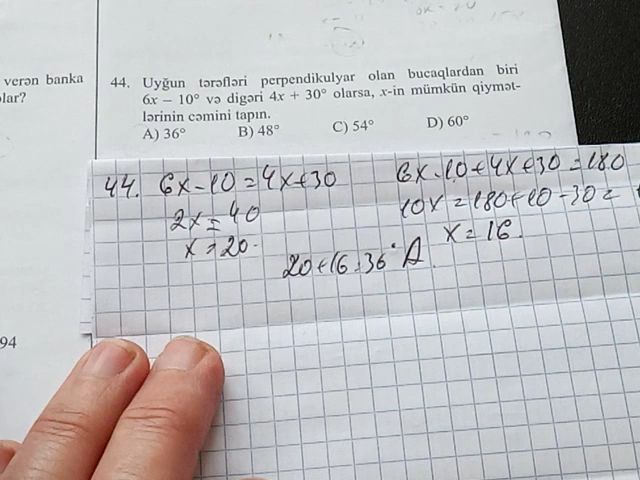 verən banka
lar?
44. Uyğun tərəfləri perpendikulyar olan bucaqlardan biri
6x − 10° və digəri 4x + 30° olarsa, x-in mümkün qiymət-
lərinin cəmini tapın.
A) 36° B) 48° C) 54° D) 60°
44. 6x-10=4x+30
2x=40
x=20.
6x-10+4x+30=180
10x=180+10-30=
x=16.
20+16=36° A.
94